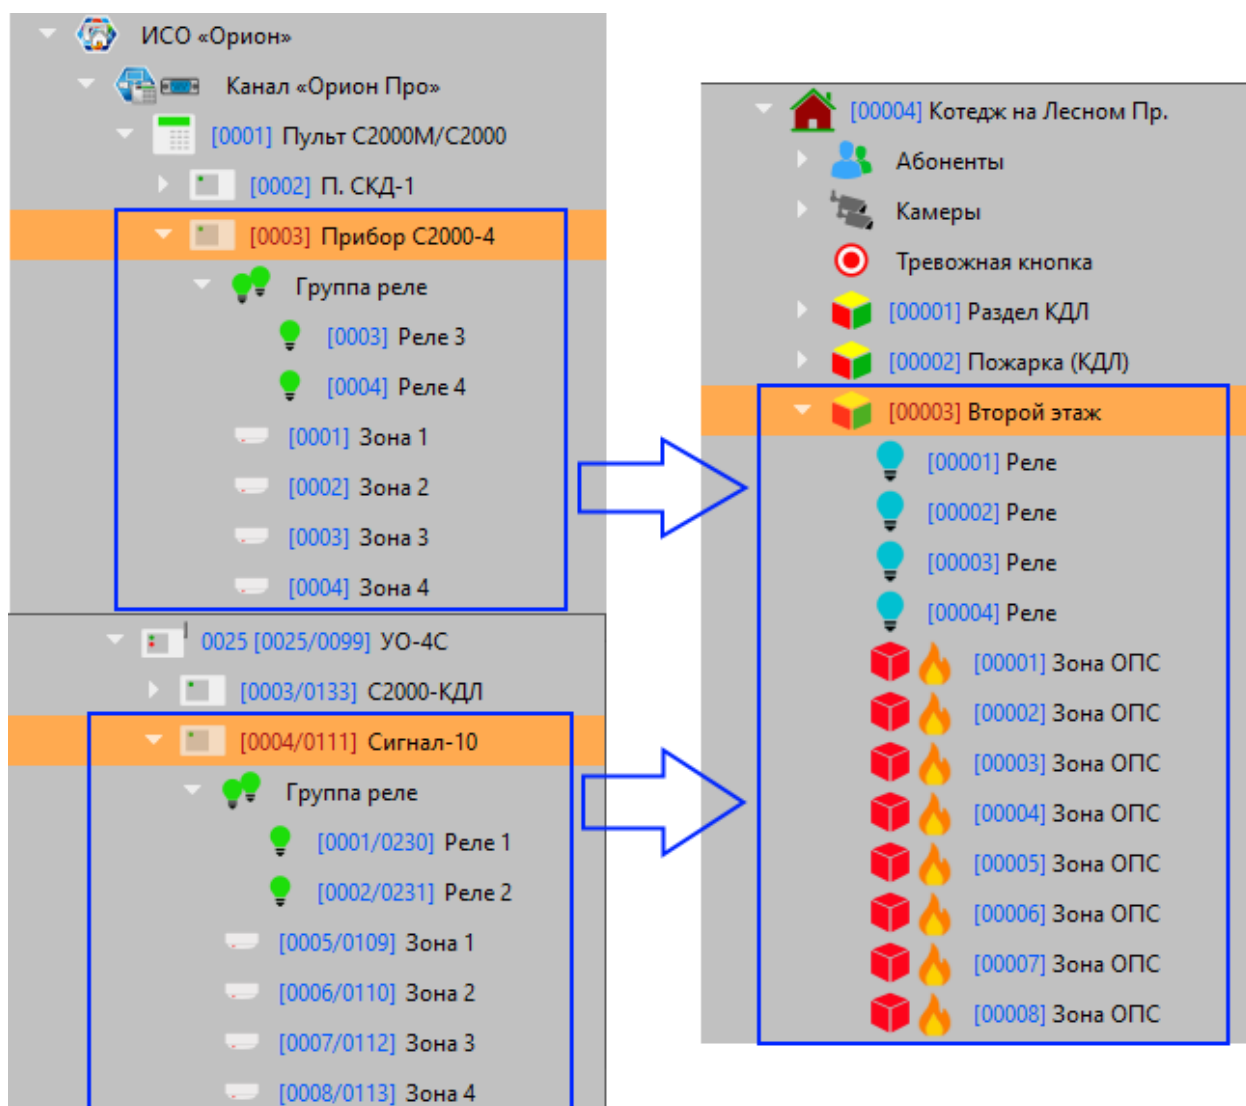 ИСО «Орион»
Канал «Орион Про»
[0001] Пульт С2000М/С2000
[0002] П. СКД-1
[0003] Прибор С2000-4
Группа реле
[0003] Реле 3
[0004] Реле 4
[0001] Зона 1
[0002] Зона 2
[0003] Зона 3
[0004] Зона 4
0025 [0025/0099] УО-4С
[0003/0133] С2000-КДЛ
[0004/0111] Сигнал-10
Группа реле
[0001/0230] Реле 1
[0002/0231] Реле 2
[0005/0109] Зона 1
[0006/0110] Зона 2
[0007/0112] Зона 3
[0008/0113] Зона 4
[00004] Котедж на Лесном Пр.
Абоненты
Камеры
Тревожная кнопка
[00001] Раздел КДЛ
[00002] Пожарка (КДЛ)
[00003] Второй этаж
[00001] Реле
[00002] Реле
[00003] Реле
[00004] Реле
[00001] Зона ОПС
[00002] Зона ОПС
[00003] Зона ОПС
[00004] Зона ОПС
[00005] Зона ОПС
[00006] Зона ОПС
[00007] Зона ОПС
[00008] Зона ОПС